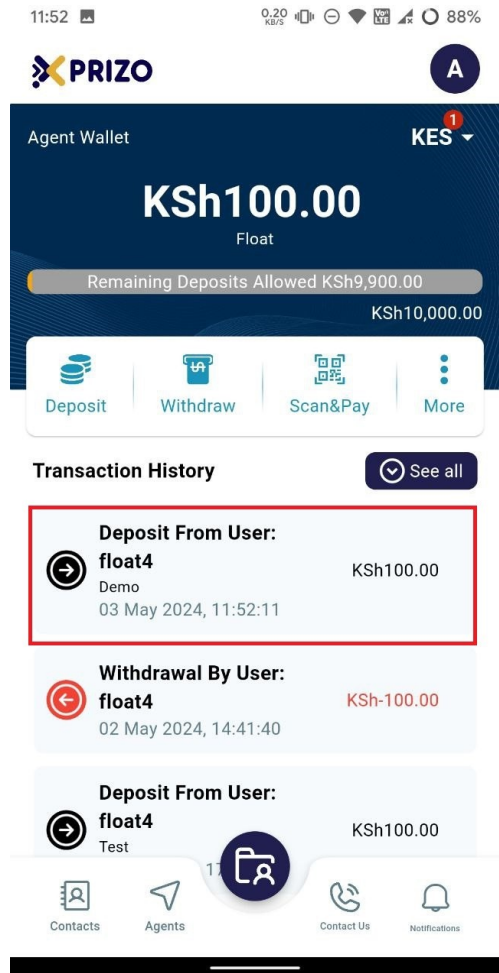 11:52
0.20 KB/S
Vo) LTE
88%
PRIZO
A
Agent Wallet
1
KES
KSh100.00
Float
Remaining Deposits Allowed KSh9,900.00
KSh10,000.00
Deposit
Withdraw
Scan&Pay
More
Transaction History
See all
Deposit From User:
float4
KSh100.00
Demo
03 May 2024, 11:52:11
Withdrawal By User:
float4
KSh-100.00
02 May 2024, 14:41:40
Deposit From User:
float4
KSh100.00
Test
Contacts
Agents
Contact Us
Notifications